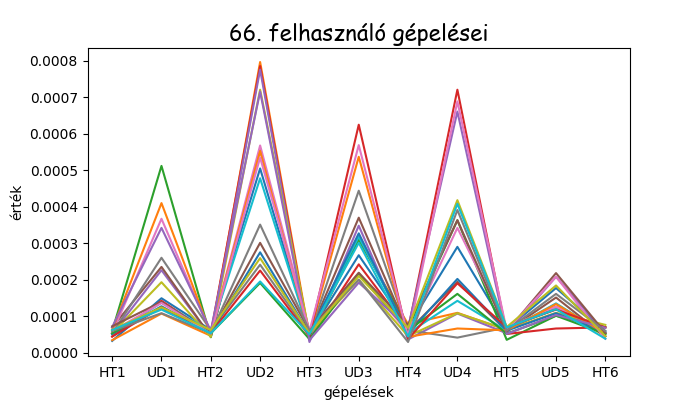 66. felhasználó gépelései
0.0008
0.0007
0.0006
0.0005
0.0004
0.0003
0.0002
0.0001
0.0000
érték
HT1 UD1 HT2 UD2 HT3 UD3 HT4 UD4 HT5 UD5 HT6
gépelések